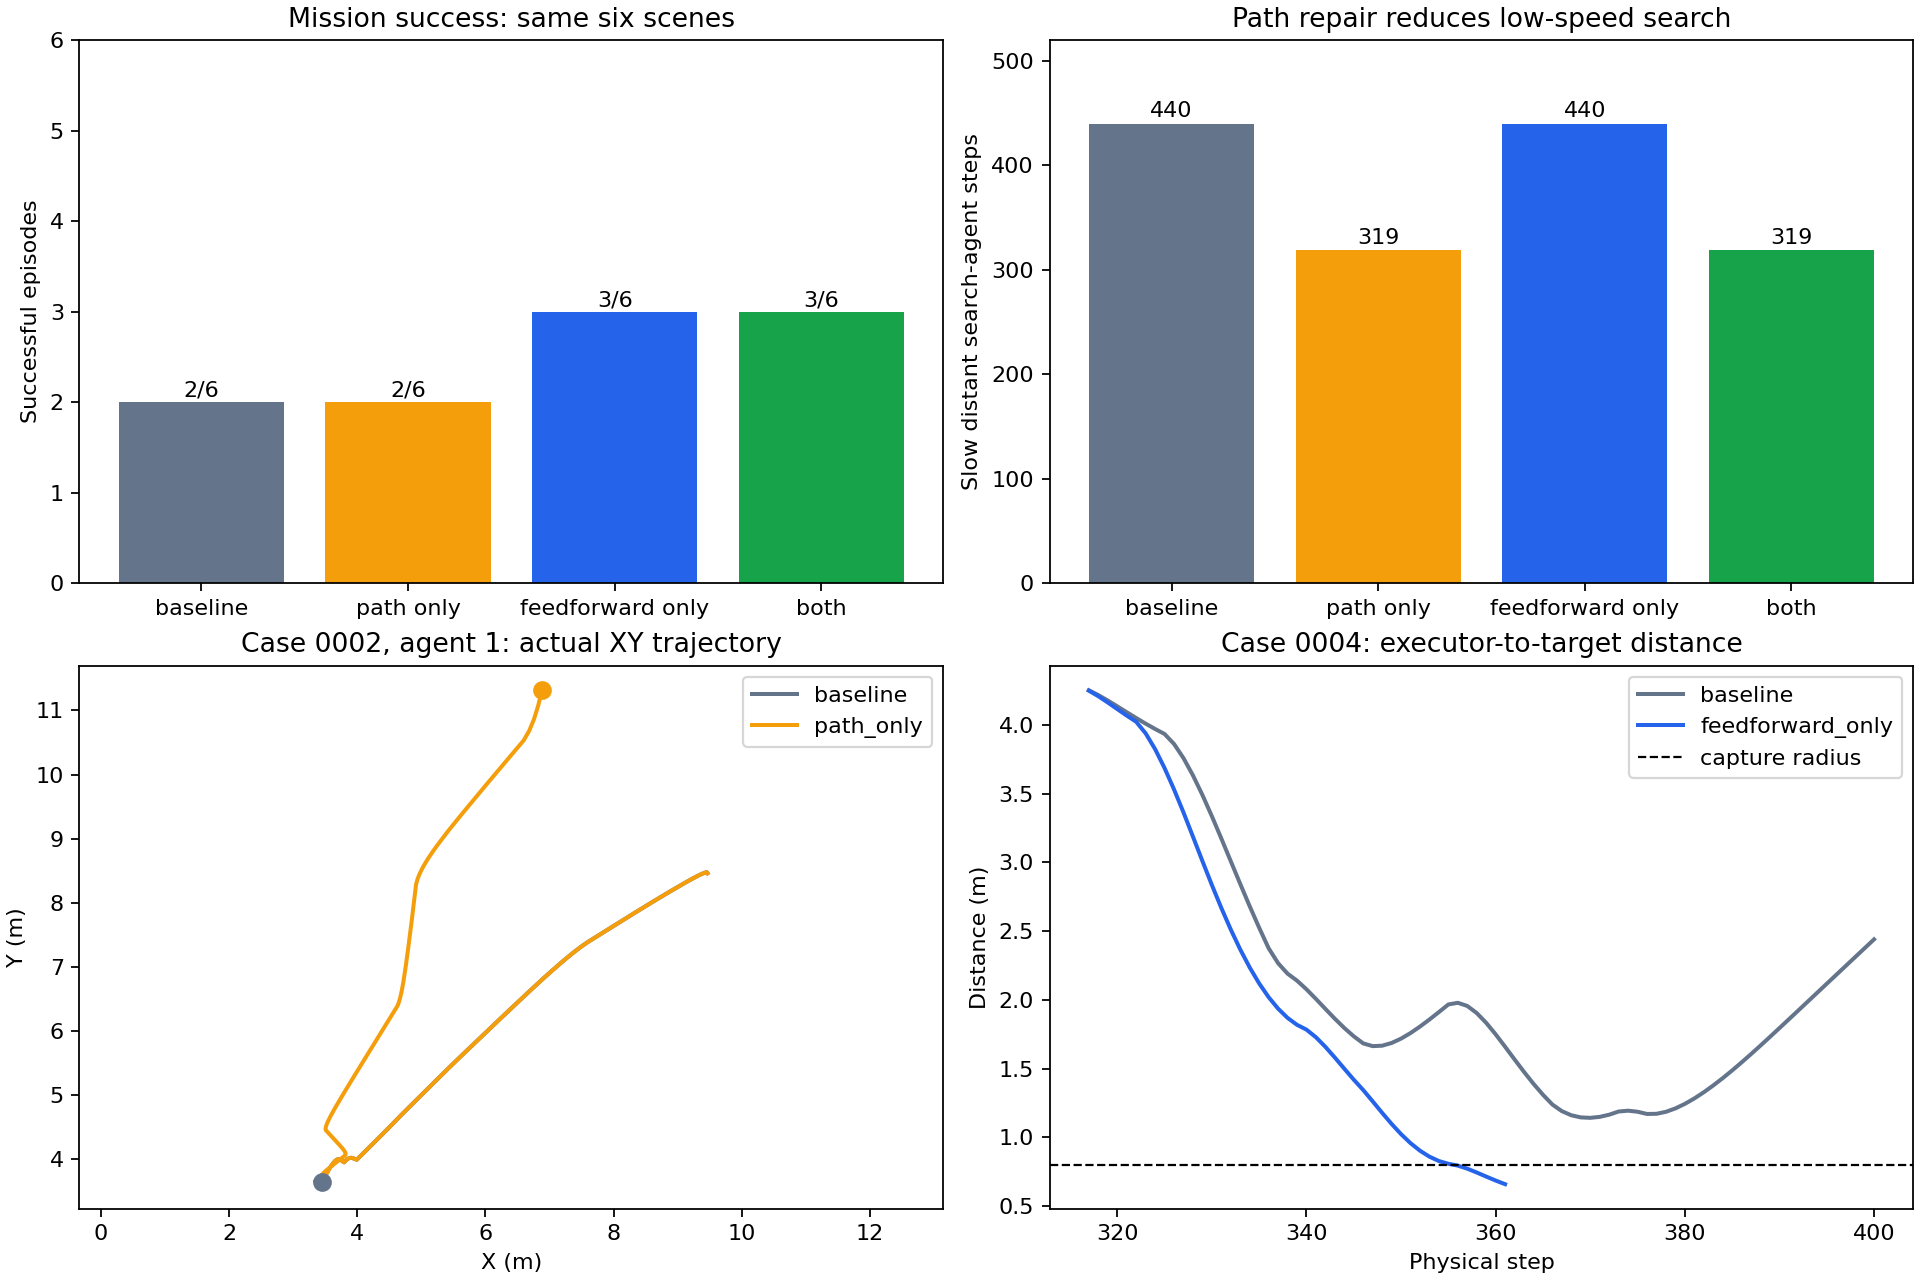 Mission success: same six scenes
Successful episodes
6
5
4
3
2
1
0
2/6
2/6
3/6
3/6
baseline
path only
feedforward only
both
Path repair reduces low-speed search
Slow distant search-agent steps
500
400
300
200
100
0
440
319
440
319
baseline
path only
feedforward only
both
Case 0002, agent 1: actual XY trajectory
baseline
path_only
Y (m)
11
10
9
8
7
6
5
4
0
2
4
6
8
10
12
X (m)
Case 0004: executor-to-target distance
baseline
feedforward_only
capture radius
Distance (m)
4.0
3.5
3.0
2.5
2.0
1.5
1.0
0.5
320
340
360
380
400
Physical step